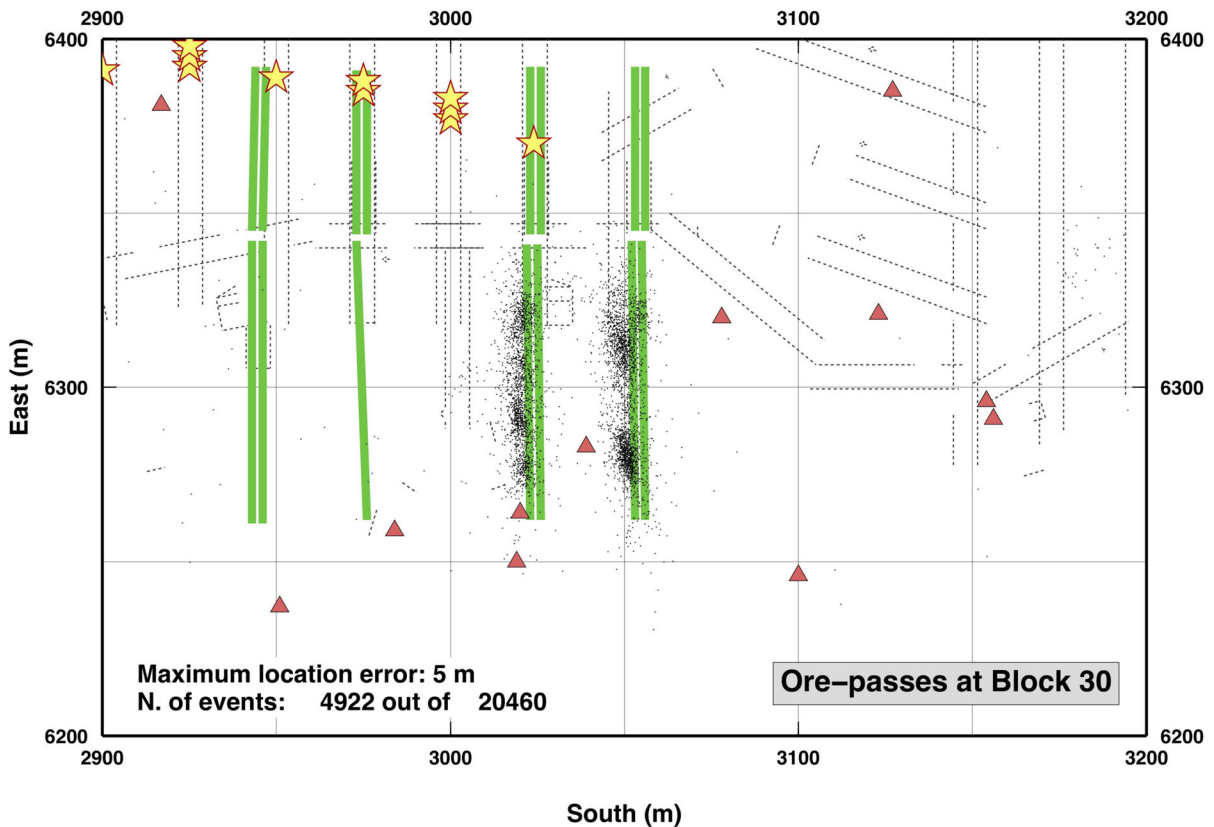 2900 3000 3100 3200
6400 6400
6300 6300
6200 6200
East (m)
Maximum location error: 5 m
N. of events: 4922 out of 20460
Ore–passes at Block 30
2900 3000 3100 3200
South (m)